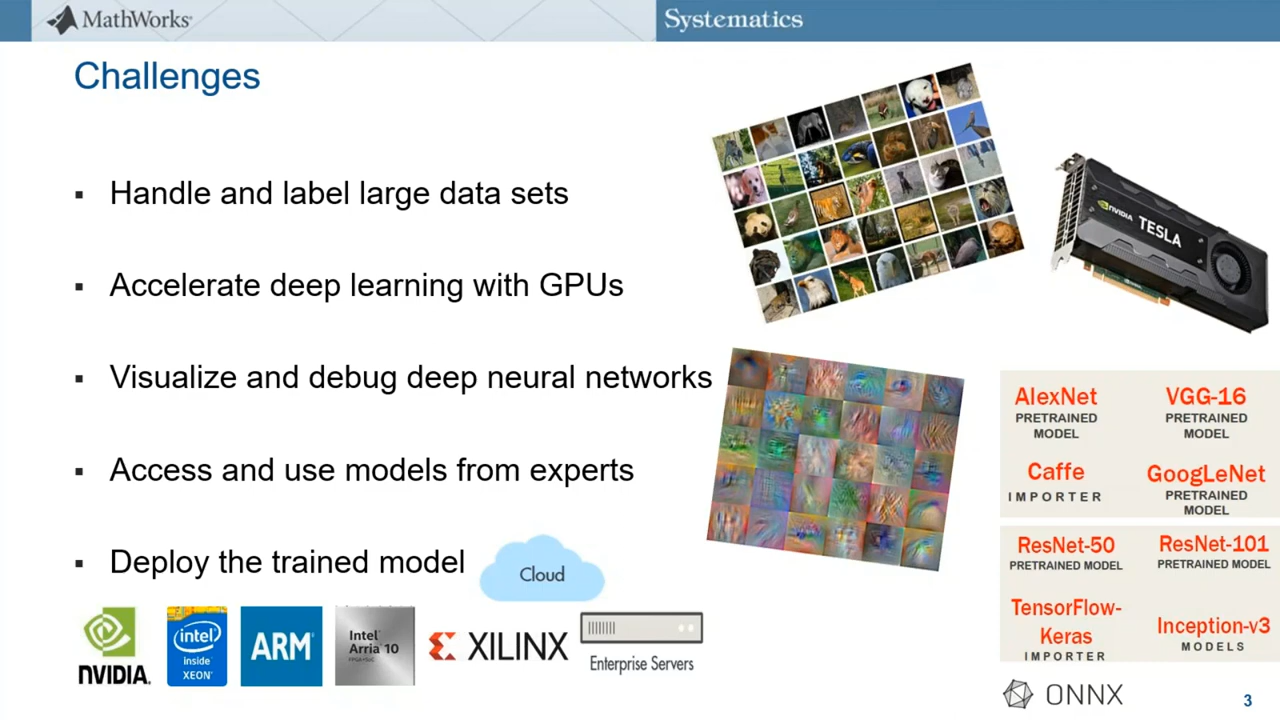 MathWorks®
Systematics
Challenges
▪ Handle and label large data sets
▪ Accelerate deep learning with GPUs
▪ Visualize and debug deep neural networks
▪ Access and use models from experts
▪ Deploy the trained model
Cloud
NVIDIA.
intel
inside
XEON®
ARM®
Intel®
Arria® 10
XILINX
Enterprise Servers
NVIDIA
TESLA
AlexNet
PRETRAINED
MODEL
VGG-16
PRETRAINED
MODEL
Caffe
IMPORTER
GoogLeNet
PRETRAINED
MODEL
ResNet-50
PRETRAINED MODEL
ResNet-101
PRETRAINED MODEL
TensorFlow-
Keras
IMPORTER
Inception-v3
MODELS
ONNX
3